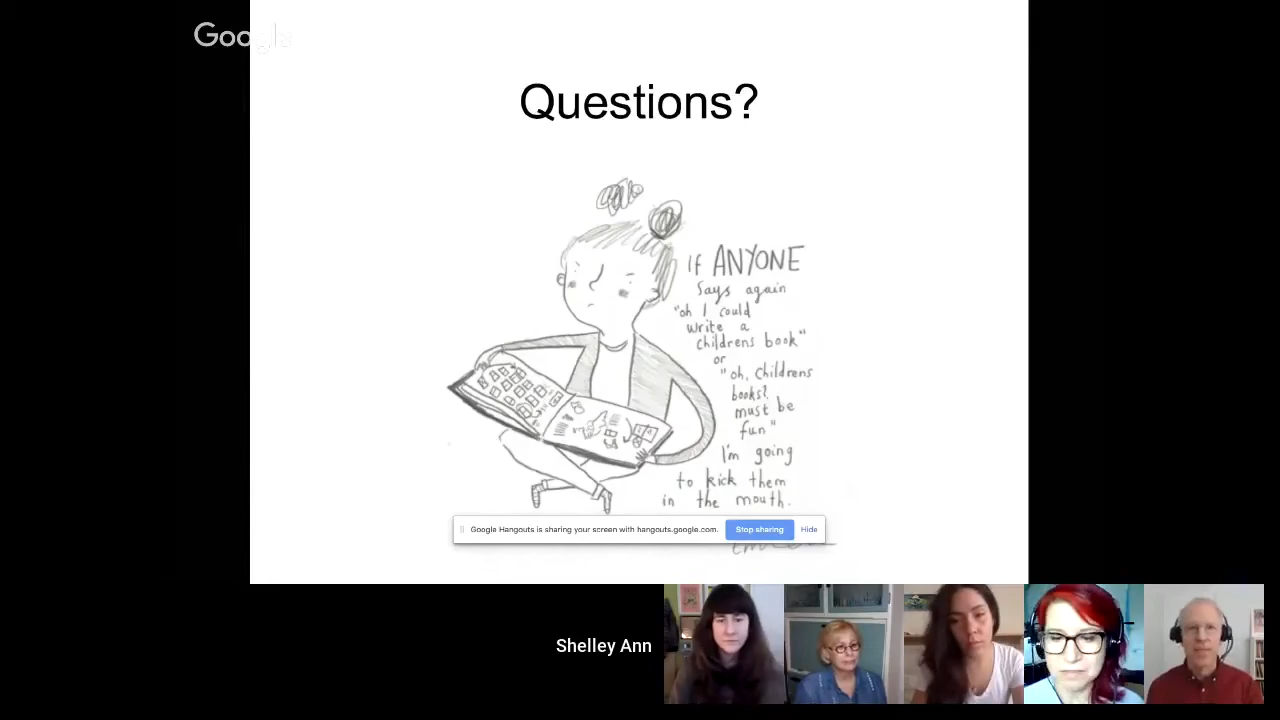 Google
Questions?
If ANYONE
Says again
"oh I could
write a
childrens book"
or
"oh, childrens
books?
must be
fun"
I'm going
to kick them
in the mouth.
Google Hangouts is sharing your screen with hangouts.google.com.
Stop sharing
Hide
Shelley Ann